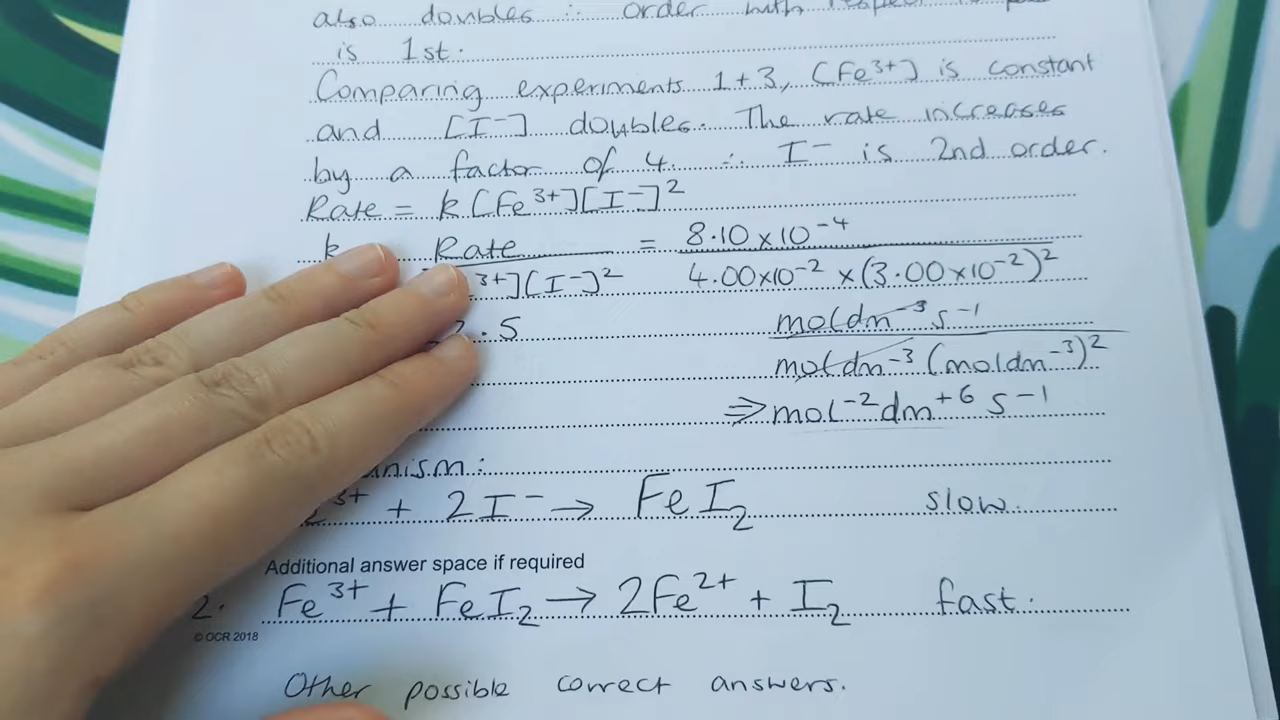 also doubles ∴ order with respect to
is 1st.
Comparing experiments 1+3, [Fe³⁺] is constant
and [I⁻] doubles. The rate increases
by a factor of 4 ∴ I⁻ is 2nd order.
Rate = k[Fe³⁺][I⁻]²
k Rate = 8.10×10⁻⁴
³⁺][I⁻]² 4.00×10⁻² ×(3.00×10⁻²)²
.5 moldm⁻³ s⁻¹
moldm⁻³ (moldm⁻³)²
⇒ mol⁻² dm⁺⁶ s⁻¹
anism:
³⁺ + 2I⁻ → FeI₂ slow.
Additional answer space if required
2. Fe³⁺ + FeI₂ → 2Fe²⁺ + I₂ fast.
© OCR 2018
Other possible correct answers.